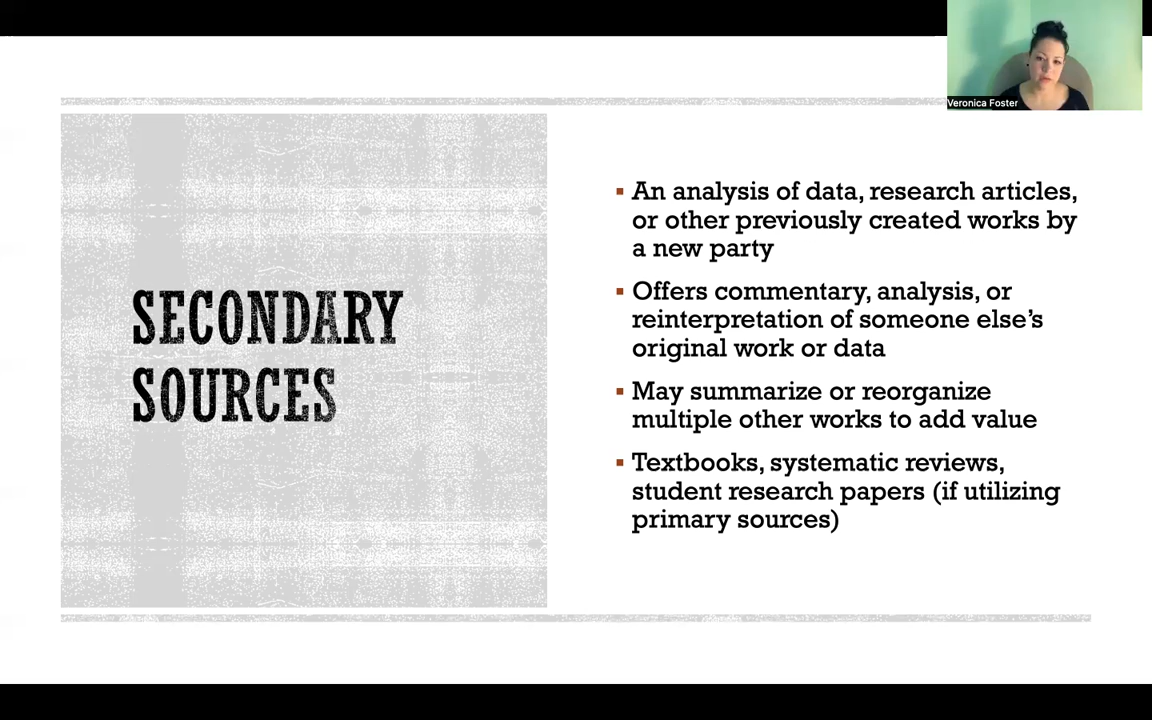 Veronica Foster
SECONDARY
SOURCES
An analysis of data, research articles,
or other previously created works by
a new party
Offers commentary, analysis, or
reinterpretation of someone else’s
original work or data
May summarize or reorganize
multiple other works to add value
Textbooks, systematic reviews,
student research papers (if utilizing
primary sources)